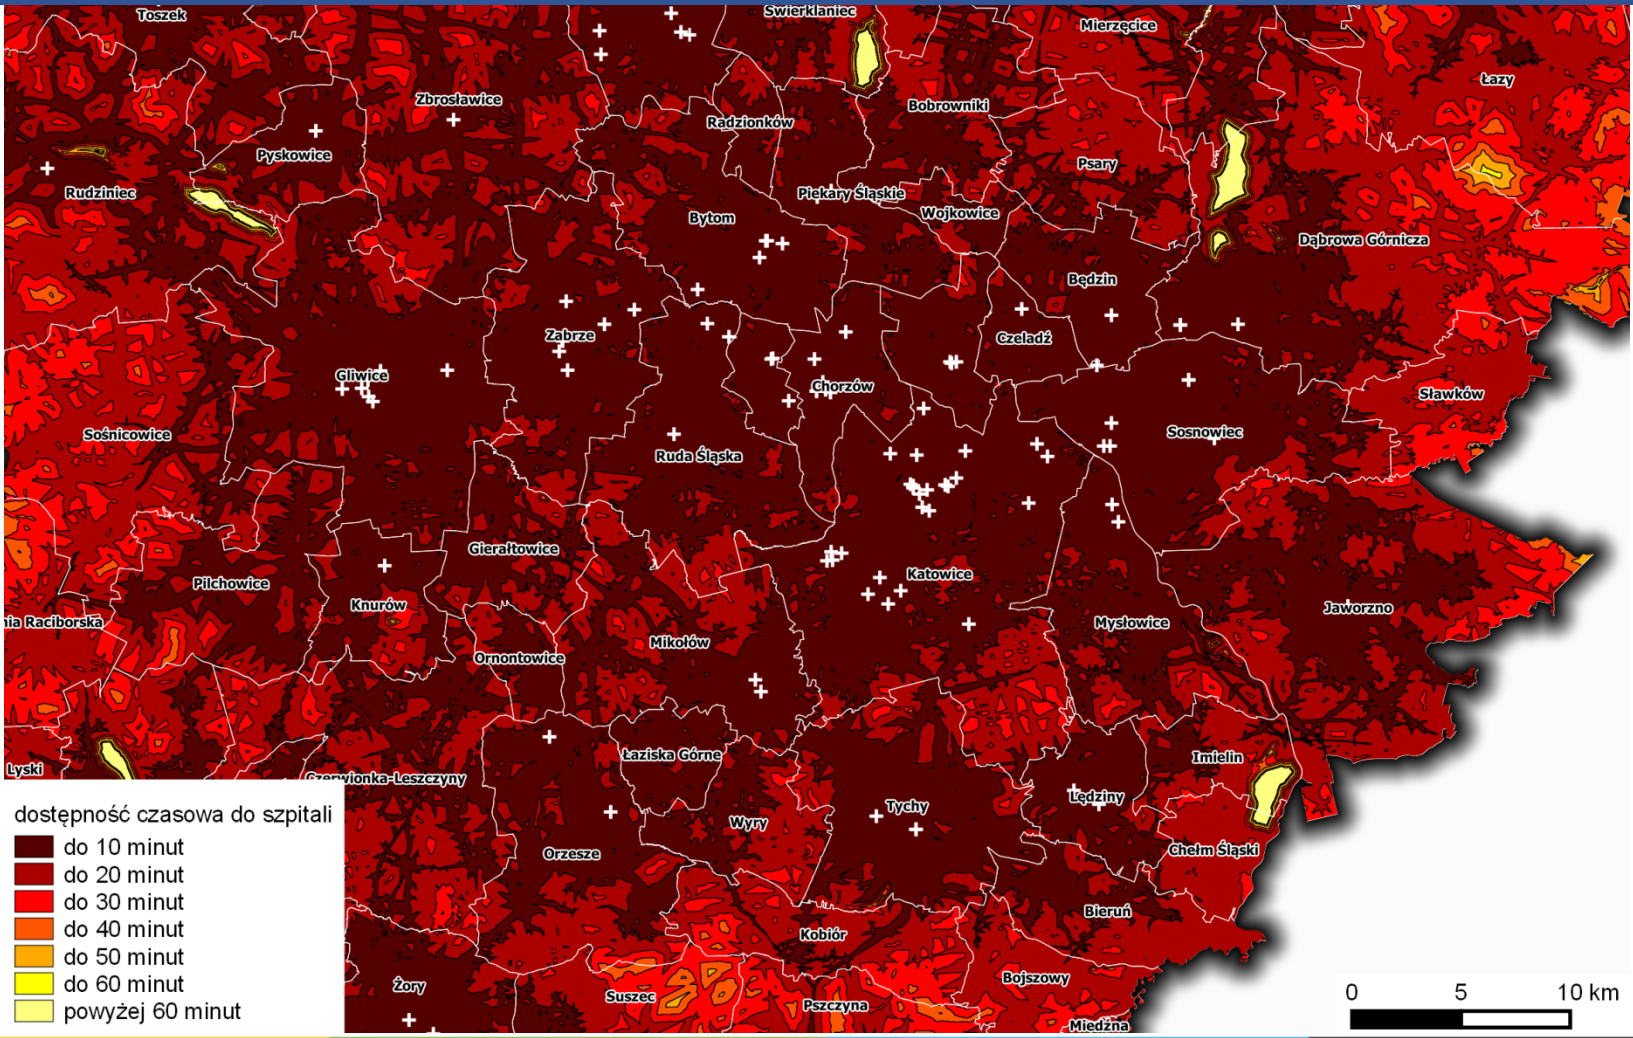 Toszek
Świerklaniec
Mierzęcice
Łazy
Zbrosławice
Bobrowniki
Radzionków
Pyskowice
Psary
Rudziniec
Piekary Śląskie
Wojkowice
Bytom
Dąbrowa Górnicza
Będzin
Zabrze
Czeladź
Gliwice
Chorzów
Sławków
Sośnicowice
Sosnowiec
Ruda Śląska
Gierałtowice
Katowice
Pilchowice
Knurów
Jaworzno
nia Raciborska
Mysłowice
Mikołów
Ornontowice
Łaziska Górne
Imielin
Lyski
Czerwionka-Leszczyny
Lędziny
Tychy
Wyry
Chełm Śląski
Orzesze
Bieruń
Kobiór
Bojszowy
Żory
Suszec
Pszczyna
Miedźna
dostępność czasowa do szpitali
do 10 minut
do 20 minut
do 30 minut
do 40 minut
do 50 minut
do 60 minut
powyżej 60 minut
0 5 10 km